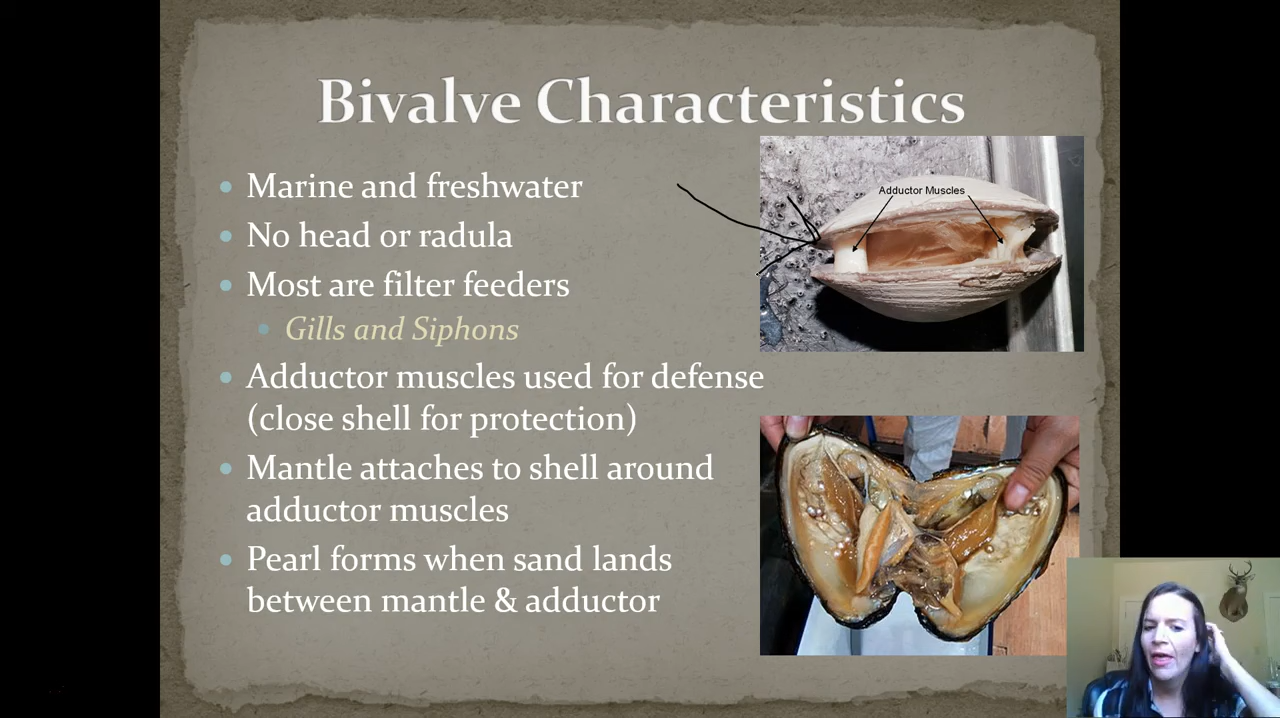 Bivalve Characteristics
Marine and freshwater
No head or radula
Most are filter feeders
Gills and Siphons
Adductor muscles used for defense
(close shell for protection)
Mantle attaches to shell around
adductor muscles
Pearl forms when sand lands
between mantle & adductor
Adductor Muscles